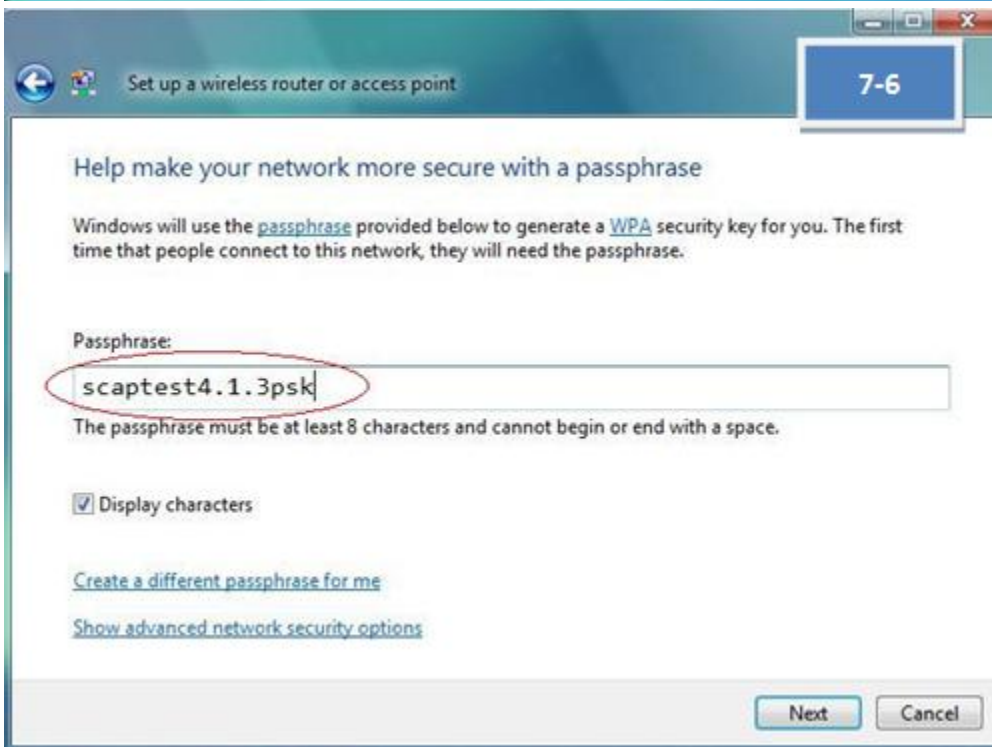 Set up a wireless router or access point
7-6
Help make your network more secure with a passphrase
Windows will use the passphrase provided below to generate a WPA security key for you. The first
time that people connect to this network, they will need the passphrase.
Passphrase:
scaptest4.1.3psk
The passphrase must be at least 8 characters and cannot begin or end with a space.
Display characters
Create a different passphrase for me
Show advanced network security options
Next Cancel